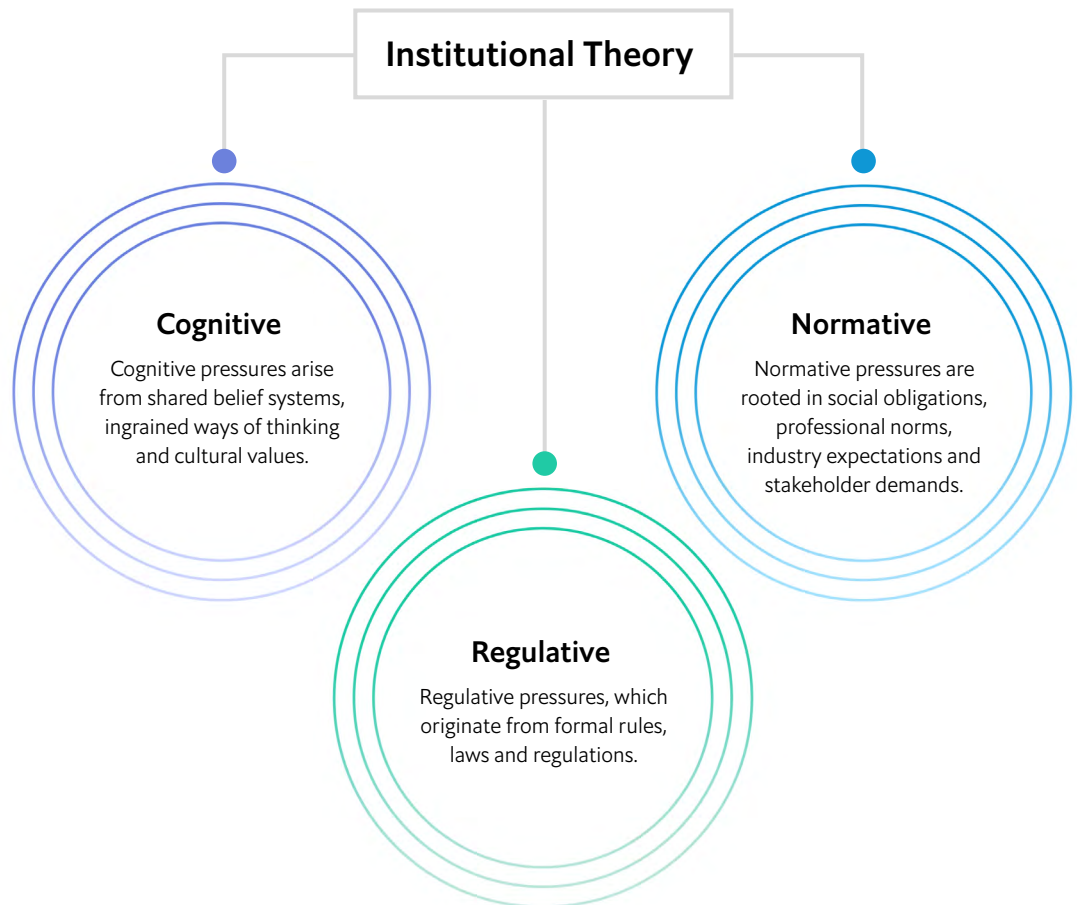 Institutional Theory
Cognitive
Cognitive pressures arise
from shared belief systems,
ingrained ways of thinking
and cultural values.
Normative
Normative pressures are
rooted in social obligations,
professional norms,
industry expectations and
stakeholder demands.
Regulative
Regulative pressures, which
originate from formal rules,
laws and regulations.